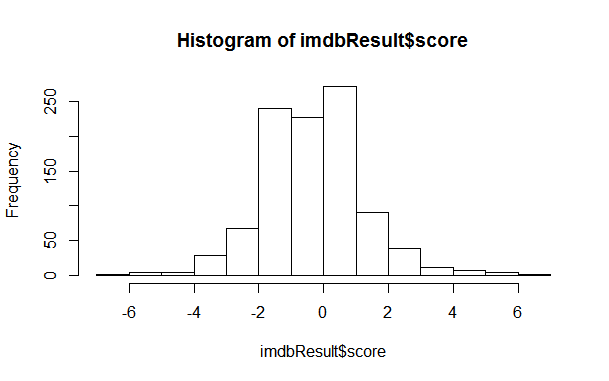 Histogram of imdbResult$score
Frequency
250
150
50
0
-6 -4 -2 0 2 4 6
imdbResult$score